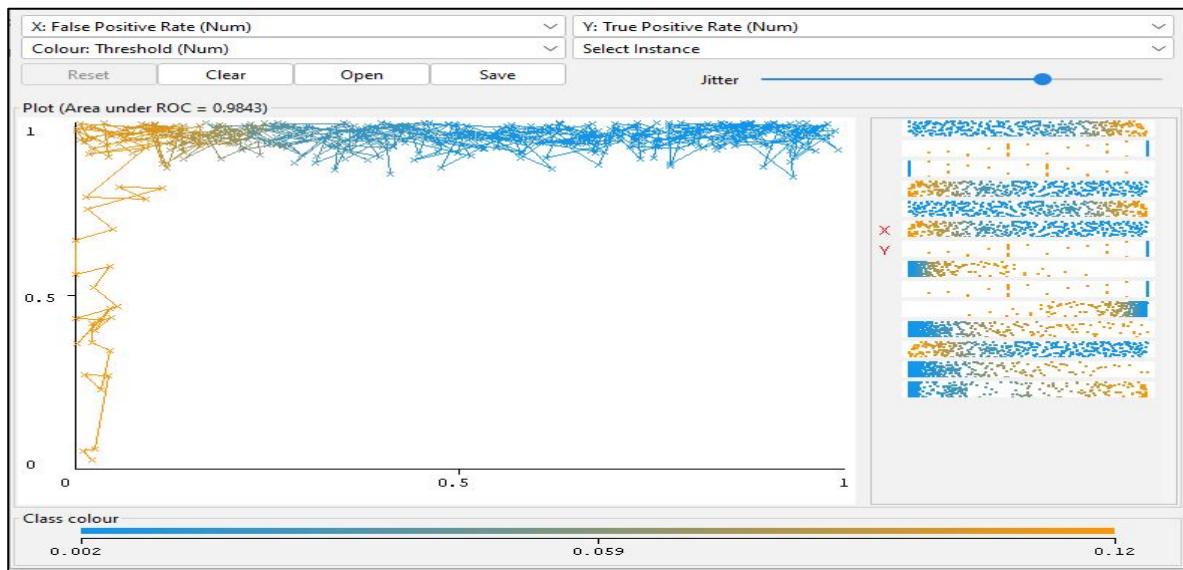 X: False Positive Rate (Num)
Y: True Positive Rate (Num)
Colour: Threshold (Num)
Select Instance
Reset
Clear
Open
Save
Jitter
Plot (Area under ROC = 0.9843)
1
0.5
0
0
0.5
1
X
Y
Class colour
0.002
0.059
0.12